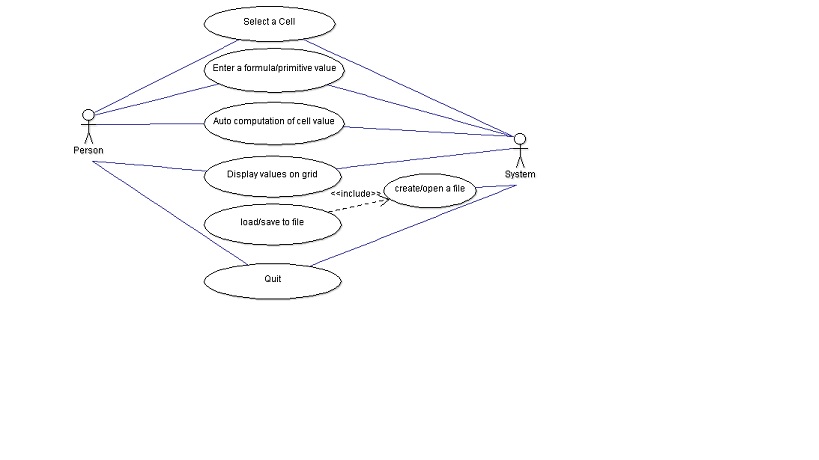 Select a Cell
Enter a formula/primitive value
Auto computation of cell value
Person
Display values on grid
System
<<include>>
create/open a file
load/save to file
Quit